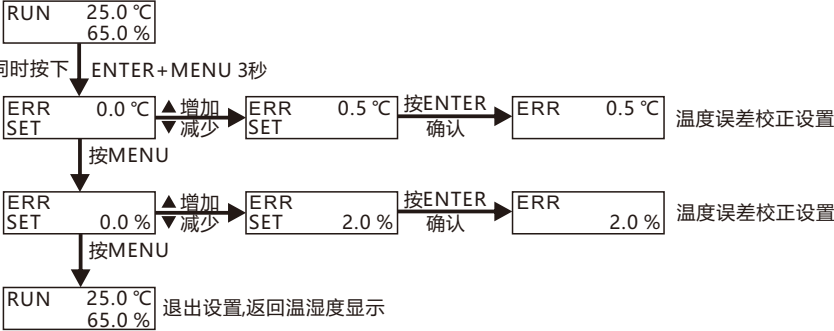 RUN 25.0 ℃
65.0 %
同时按下 ENTER+MENU 3秒
ERR 0.0 ℃ ▲增加 ERR 0.5 ℃ 按ENTER ERR 0.5 ℃ 温度误差校正设置
SET ▼减少 SET 确认
按MENU
ERR ▲增加 ERR 按ENTER ERR 温度误差校正设置
SET 0.0 % ▼减少 SET 2.0 % 确认 2.0 %
按MENU
RUN 25.0 ℃ 退出设置,返回温湿度显示
65.0 %